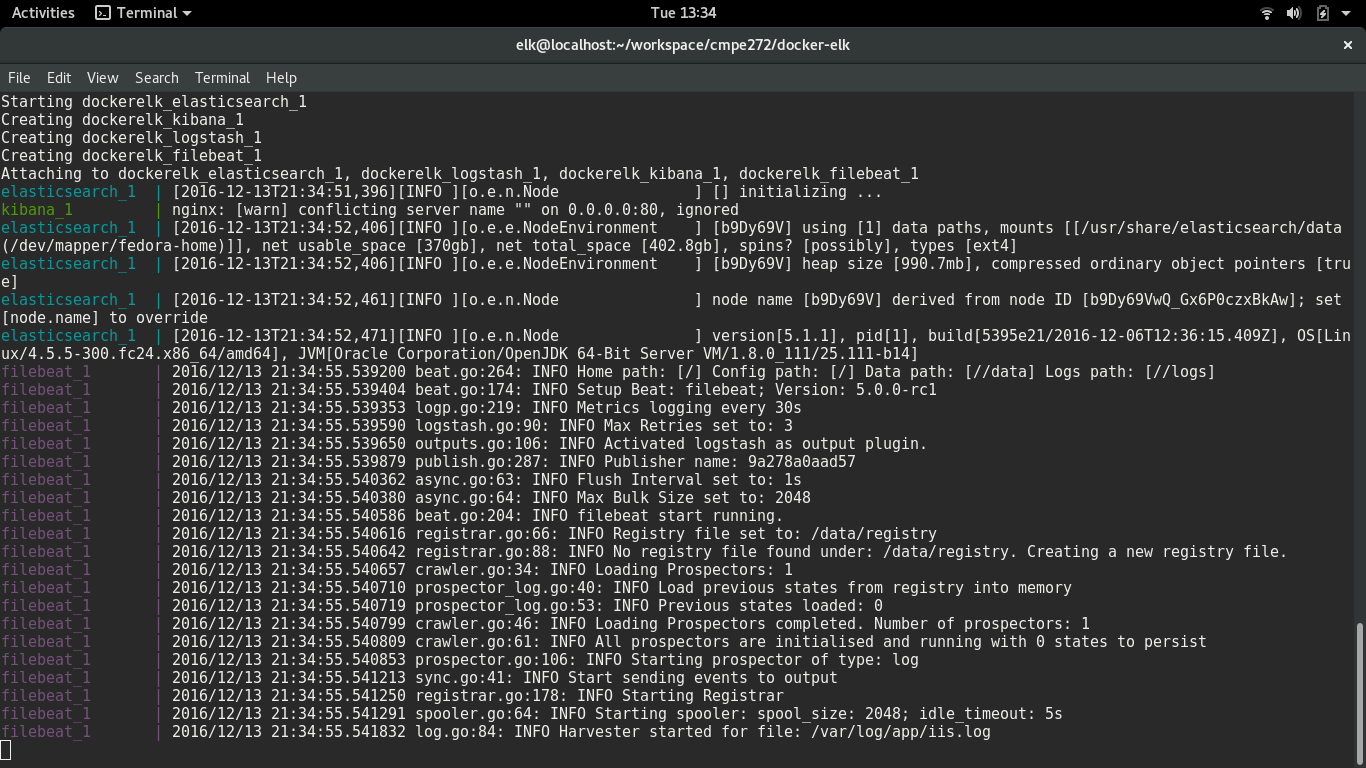 Activities Terminal Tue 13:34
elk@localhost:~/workspace/cmpe272/docker-elk ×
File Edit View Search Terminal Help
Starting dockerelk_elasticsearch_1
Creating dockerelk_kibana_1
Creating dockerelk_logstash_1
Creating dockerelk_filebeat_1
Attaching to dockerelk_elasticsearch_1, dockerelk_logstash_1, dockerelk_kibana_1, dockerelk_filebeat_1
elasticsearch_1  | [2016-12-13T21:34:51,396][INFO ][o.e.n.Node               ] [] initializing ...
kibana_1         | nginx: [warn] conflicting server name "" on 0.0.0.0:80, ignored
elasticsearch_1  | [2016-12-13T21:34:52,406][INFO ][o.e.e.NodeEnvironment    ] [b9Dy69V] using [1] data paths, mounts [[/usr/share/elasticsearch/data
(/dev/mapper/fedora-home)]], net usable_space [370gb], net total_space [402.8gb], spins? [possibly], types [ext4]
elasticsearch_1  | [2016-12-13T21:34:52,406][INFO ][o.e.e.NodeEnvironment    ] [b9Dy69V] heap size [990.7mb], compressed ordinary object pointers [tru
e]
elasticsearch_1  | [2016-12-13T21:34:52,461][INFO ][o.e.n.Node               ] node name [b9Dy69V] derived from node ID [b9Dy69VwQ_Gx6P0czxBkAw]; set
[node.name] to override
elasticsearch_1  | [2016-12-13T21:34:52,471][INFO ][o.e.n.Node               ] version[5.1.1], pid[1], build[5395e21/2016-12-06T12:36:15.409Z], OS[Lin
ux/4.5.5-300.fc24.x86_64/amd64], JVM[Oracle Corporation/OpenJDK 64-Bit Server VM/1.8.0_111/25.111-b14]
filebeat_1       | 2016/12/13 21:34:55.539200 beat.go:264: INFO Home path: [/] Config path: [/] Data path: [//data] Logs path: [//logs]
filebeat_1       | 2016/12/13 21:34:55.539404 beat.go:174: INFO Setup Beat: filebeat; Version: 5.0.0-rc1
filebeat_1       | 2016/12/13 21:34:55.539353 logp.go:219: INFO Metrics logging every 30s
filebeat_1       | 2016/12/13 21:34:55.539590 logstash.go:90: INFO Max Retries set to: 3
filebeat_1       | 2016/12/13 21:34:55.539650 outputs.go:106: INFO Activated logstash as output plugin.
filebeat_1       | 2016/12/13 21:34:55.539879 publish.go:287: INFO Publisher name: 9a278a0aad57
filebeat_1       | 2016/12/13 21:34:55.540362 async.go:63: INFO Flush Interval set to: 1s
filebeat_1       | 2016/12/13 21:34:55.540380 async.go:64: INFO Max Bulk Size set to: 2048
filebeat_1       | 2016/12/13 21:34:55.540586 beat.go:204: INFO filebeat start running.
filebeat_1       | 2016/12/13 21:34:55.540616 registrar.go:66: INFO Registry file set to: /data/registry
filebeat_1       | 2016/12/13 21:34:55.540642 registrar.go:88: INFO No registry file found under: /data/registry. Creating a new registry file.
filebeat_1       | 2016/12/13 21:34:55.540657 crawler.go:34: INFO Loading Prospectors: 1
filebeat_1       | 2016/12/13 21:34:55.540710 prospector_log.go:40: INFO Load previous states from registry into memory
filebeat_1       | 2016/12/13 21:34:55.540719 prospector_log.go:53: INFO Previous states loaded: 0
filebeat_1       | 2016/12/13 21:34:55.540799 crawler.go:46: INFO Loading Prospectors completed. Number of prospectors: 1
filebeat_1       | 2016/12/13 21:34:55.540809 crawler.go:61: INFO All prospectors are initialised and running with 0 states to persist
filebeat_1       | 2016/12/13 21:34:55.540853 prospector.go:106: INFO Starting prospector of type: log
filebeat_1       | 2016/12/13 21:34:55.541213 sync.go:41: INFO Start sending events to output
filebeat_1       | 2016/12/13 21:34:55.541250 registrar.go:178: INFO Starting Registrar
filebeat_1       | 2016/12/13 21:34:55.541291 spooler.go:64: INFO Starting spooler: spool_size: 2048; idle_timeout: 5s
filebeat_1       | 2016/12/13 21:34:55.541832 log.go:84: INFO Harvester started for file: /var/log/app/iis.log